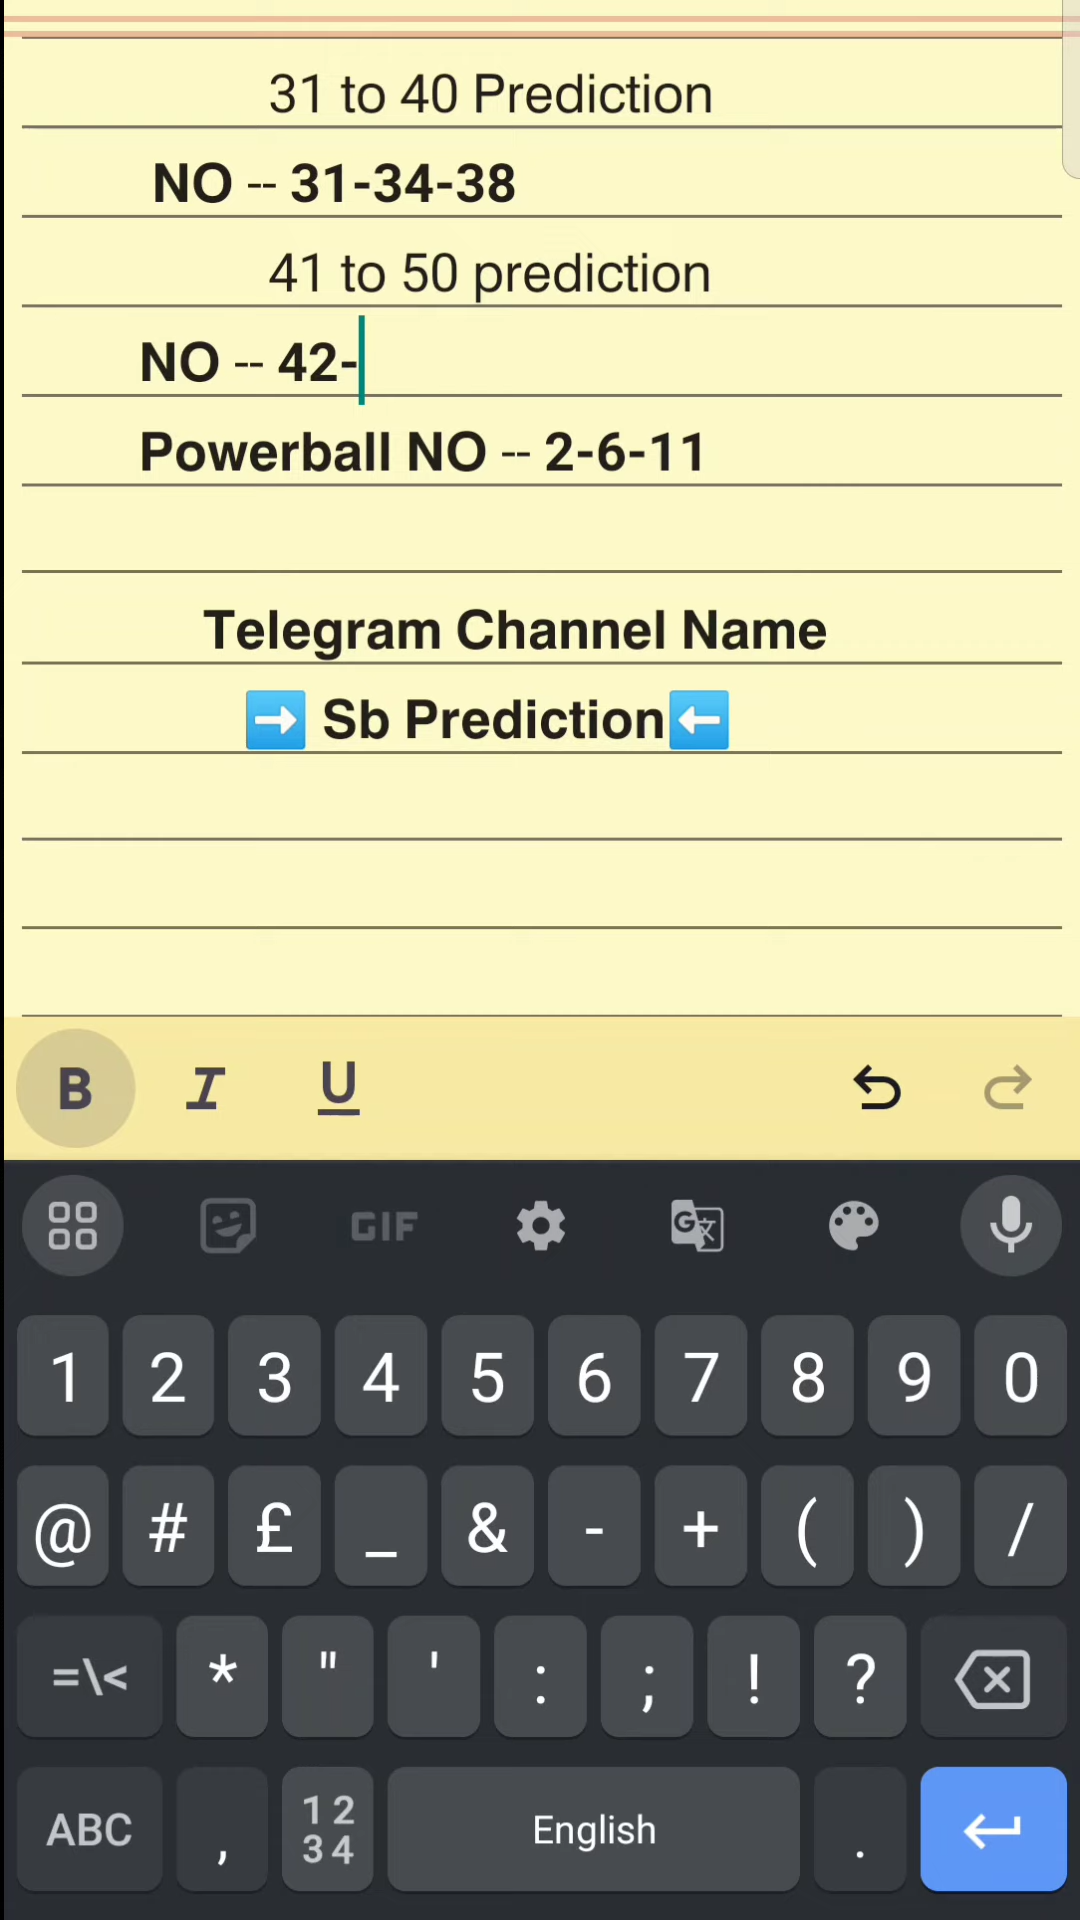 31 to 40 Prediction
NO -- 31-34-38
41 to 50 prediction
NO -- 42-
Powerball NO -- 2-6-11
Telegram Channel Name
➡️ Sb Prediction⬅️
B I U
GIF G文
1 2 3 4 5 6 7 8 9 0
@ # £ _ & - + ( ) /
=\< * " ' : ; ! ?
ABC , 12 34 English .